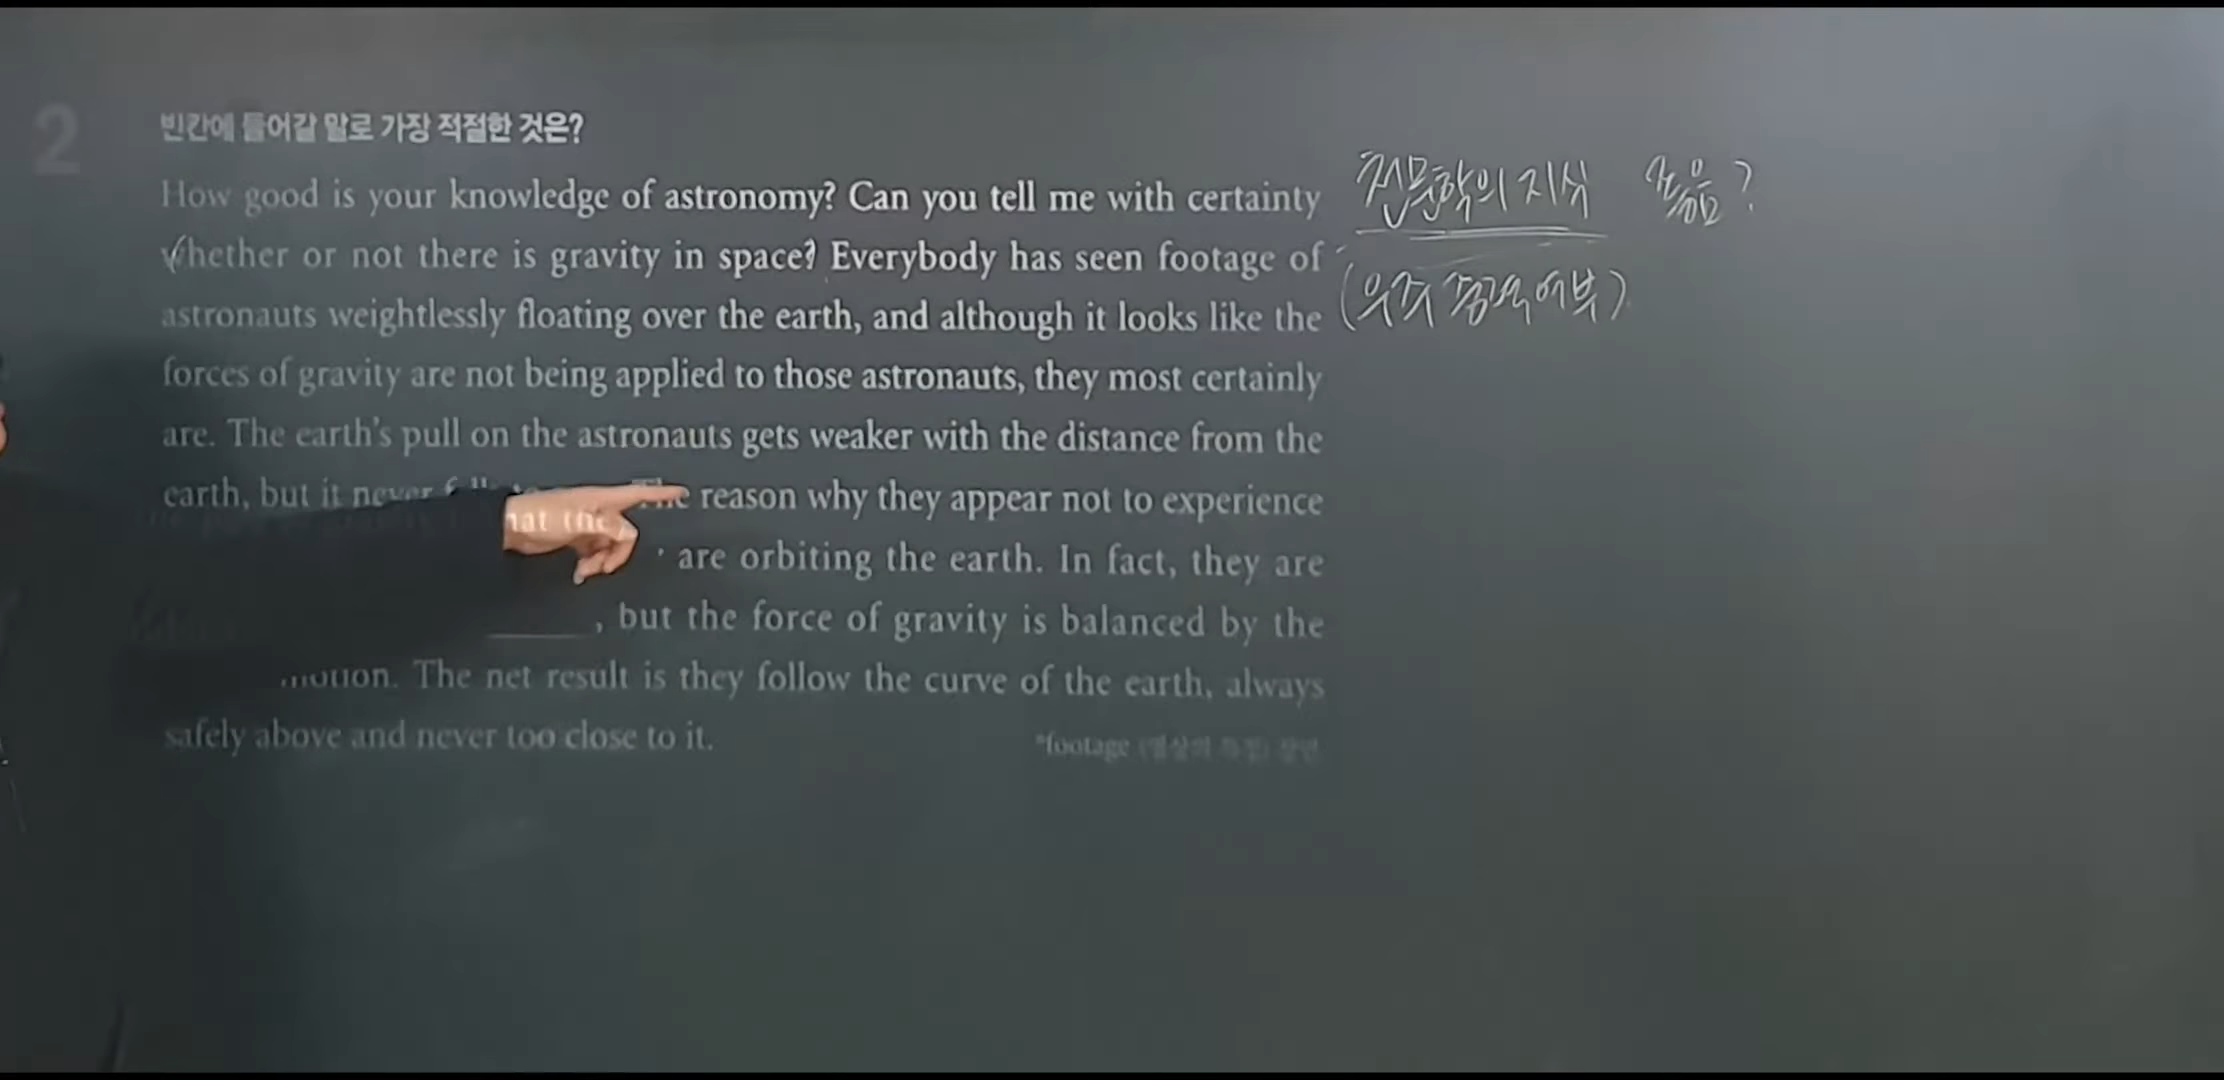 2
빈칸에 들어갈 말로 가장 적절한 것은?
How good is your knowledge of astronomy? Can you tell me with certainty
whether or not there is gravity in space? Everybody has seen footage of
astronauts weightlessly floating over the earth, and although it looks like the
forces of gravity are not being applied to those astronauts, they most certainly
are. The earth's pull on the astronauts gets weaker with the distance from the
earth, but it never The reason why they appear not to experience
are orbiting the earth. In fact, they are
, but the force of gravity is balanced by the
motion. The net result is they follow the curve of the earth, always
safely above and never too close to it.
*footage
천문학의 지식 좋음?
(우주 중력 여부)